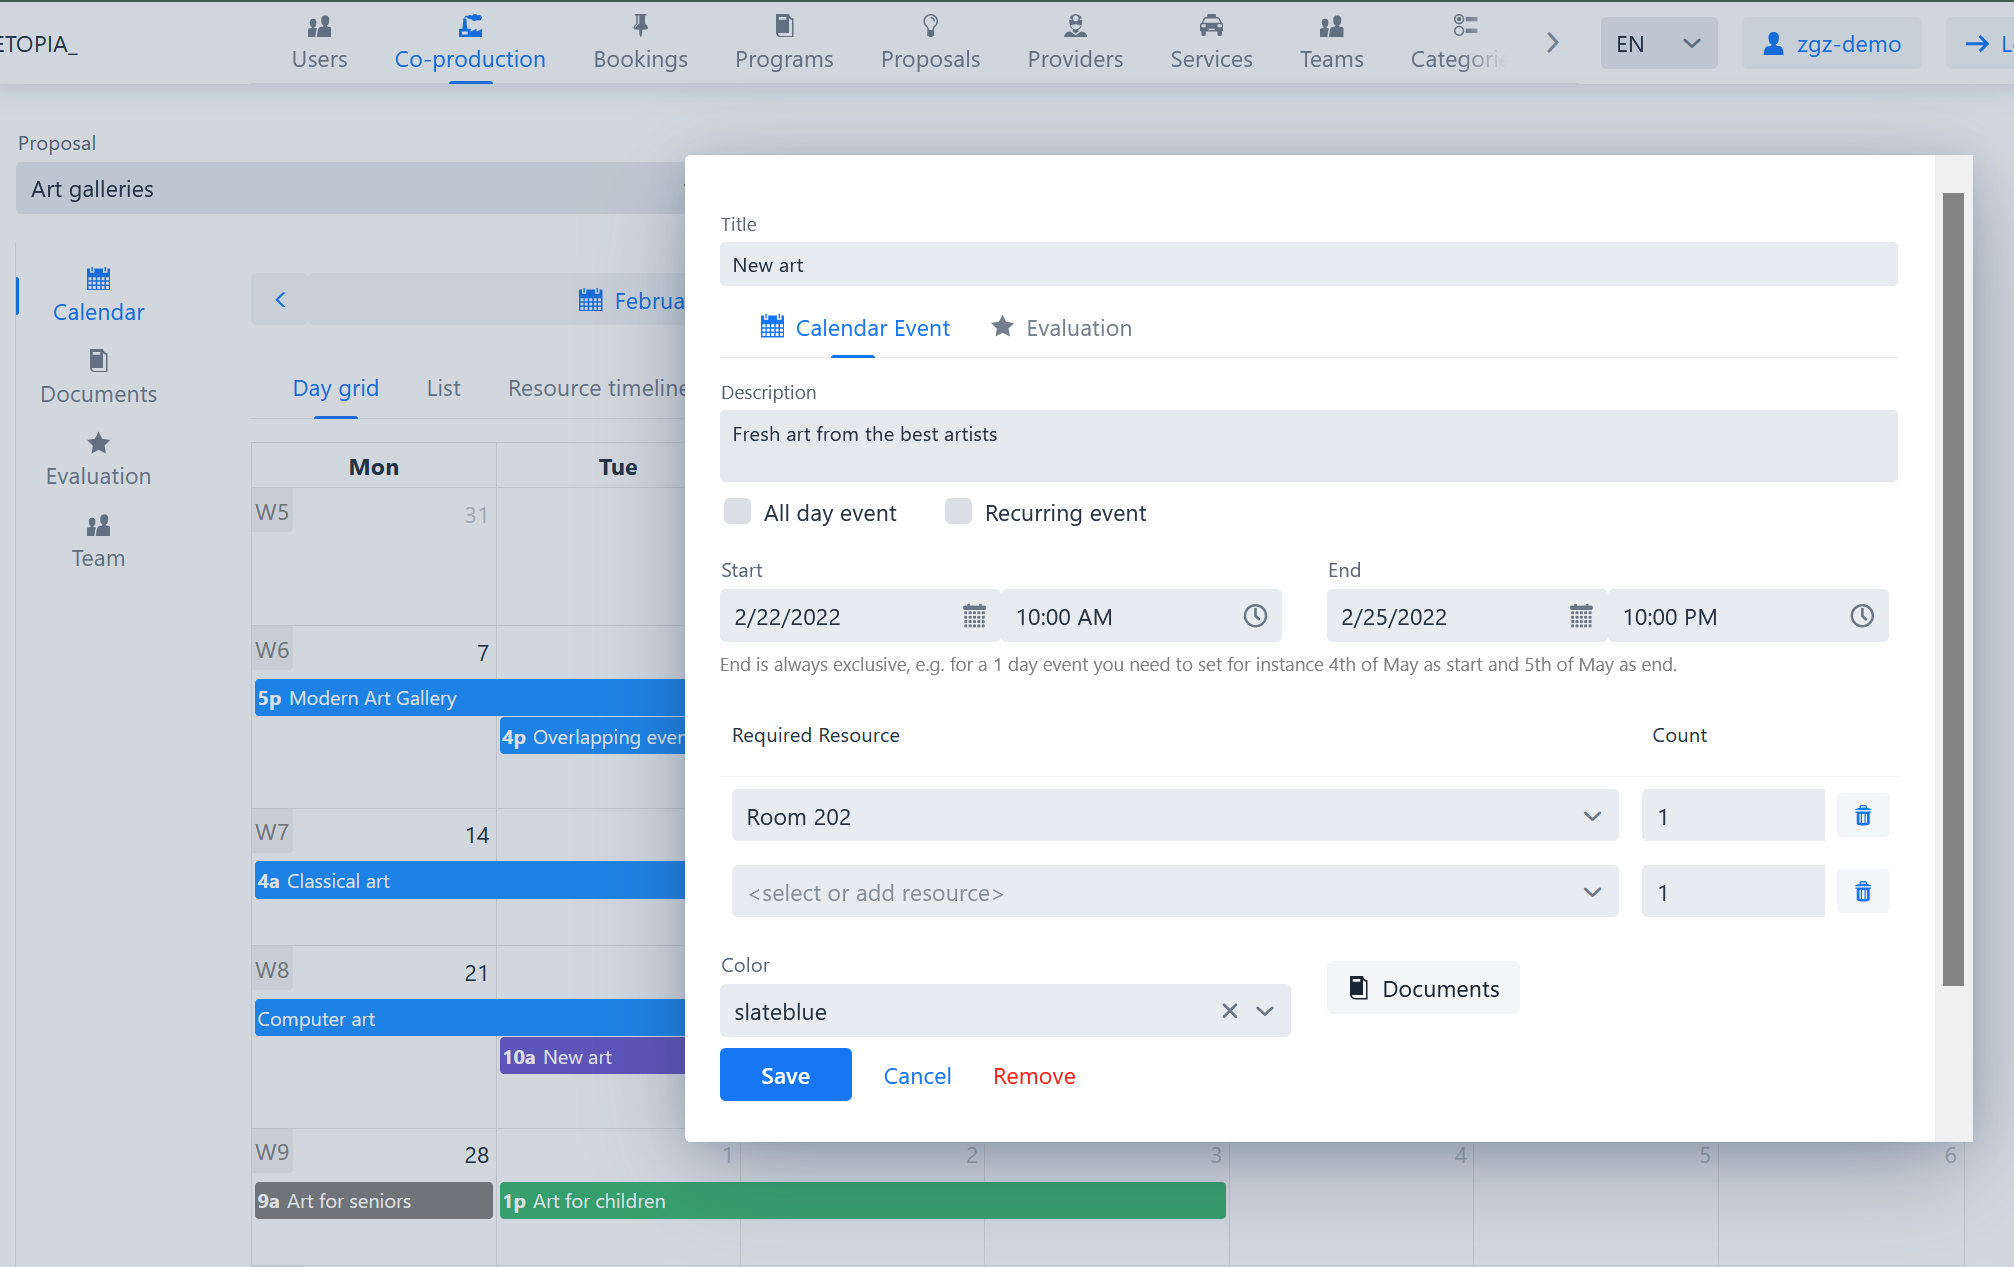 ETOPIA_
Users
Co-production
Bookings
Programs
Proposals
Providers
Services
Teams
EN
zgz-demo
Proposal
Art galleries
Calendar
Documents
Evaluation
Team
Day grid
List
Resource timeline
Mon
Tue
W5
31
W6
7
5p Modern Art Gallery
4p Overlapping
W7
14
4a Classical art
W8
21
Computer art
10a New art
W9
28
1
2
3
4
5
6
9a Art for seniors
1p Art for children
Title
New art
Calendar Event
Evaluation
Description
Fresh art from the best artists
All day event
Recurring event
Start
End
2/22/2022
10:00 AM
2/25/2022
10:00 PM
End is always exclusive, e.g. for a 1 day event you need to set for instance 4th of May as start and 5th of May as end.
Required Resource
Count
Room 202
1
<select or add resource>
1
Color
slateblue
Documents
Save
Cancel
Remove